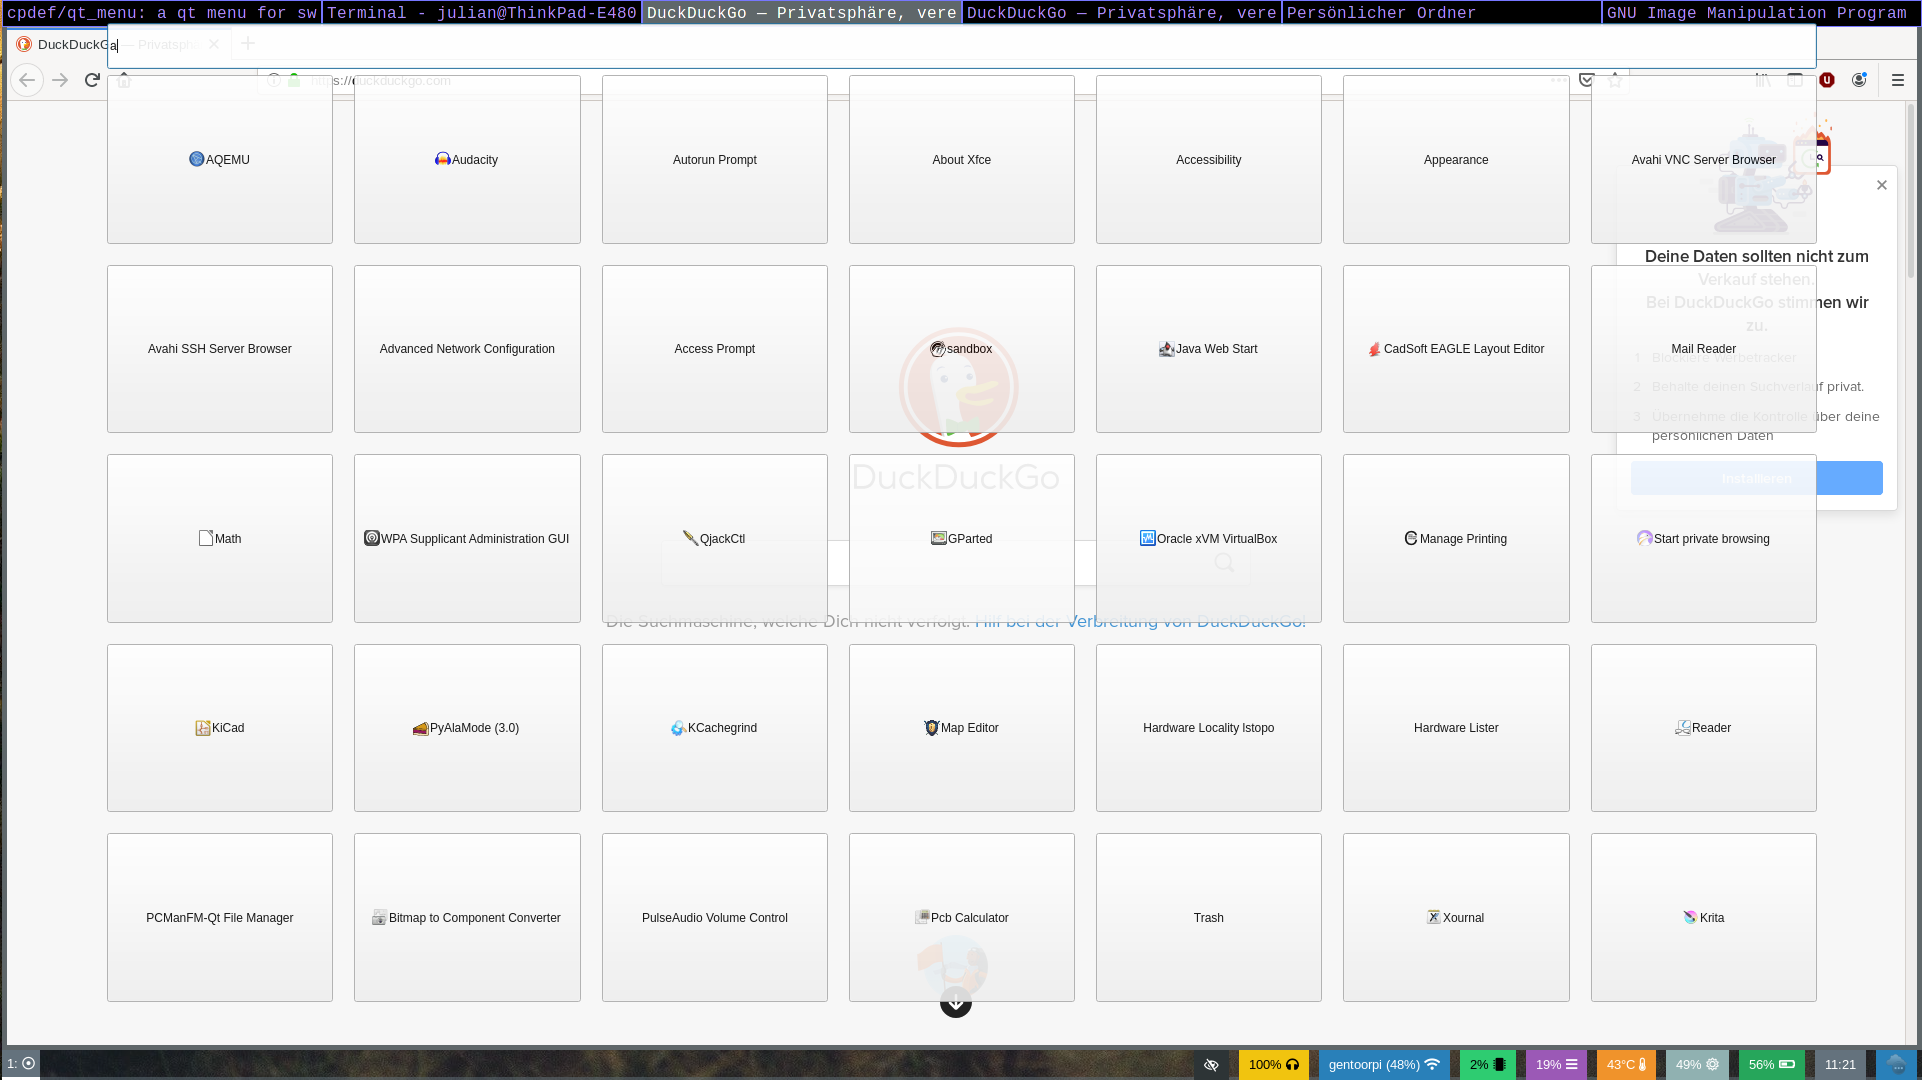 cpdef/qt_menu: a qt menu for sw
Terminal - julian@ThinkPad-E480
DuckDuckGo — Privatsphäre, vere
DuckDuckGo — Privatsphäre, vere
Persönlicher Ordner
GNU Image Manipulation Program
DuckDuckGo — Privatsph
a
https://duckduckgo.com
AQEMU
Audacity
Autorun Prompt
About Xfce
Accessibility
Appearance
Avahi VNC Server Browser
Deine Daten sollten nicht zum
Verkauf stehen.
Bei DuckDuckGo stimmen wir
zu.
Avahi SSH Server Browser
Advanced Network Configuration
Access Prompt
sandbox
Java Web Start
CadSoft EAGLE Layout Editor
Mail Reader
1 Blockiere Werbetracker
2 Behalte deinen Suchverlauf privat.
3 Übernehme die Kontrolle über deine
persönlichen Daten
Installieren
DuckDuckGo
Math
WPA Supplicant Administration GUI
QjackCtl
GParted
Oracle xVM VirtualBox
Manage Printing
Start private browsing
Die Suchmaschine, welche Dich nicht verfolgt. Hilf bei der Verbreitung von DuckDuckGo!
KiCad
PyAlaMode (3.0)
KCachegrind
Map Editor
Hardware Locality lstopo
Hardware Lister
Reader
PCManFM-Qt File Manager
Bitmap to Component Converter
PulseAudio Volume Control
Pcb Calculator
Trash
Xournal
Krita
1:
100%
gentoorpi (48%)
2%
19%
43°C
49%
56%
11:21